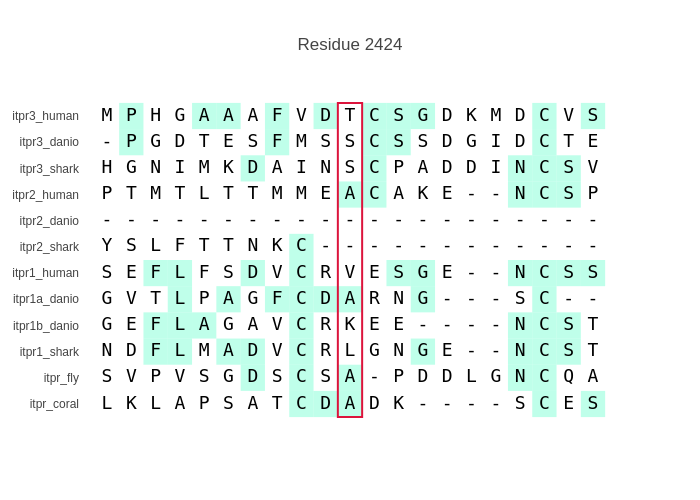 Residue 2424
itpr3_human M P H G A A A F V D T C S G D K M D C V S
itpr3_danio - P G D T E S F M S S C S S D G I D C T E
itpr3_shark H G N I M K D A I N S C P A D D I N C S V
itpr2_human P T M T L T T M M E A C A K E - - N C S P
itpr2_danio - - - - - - - - - - - - - - - - - - - - -
itpr2_shark Y S L F T T N K C - - - - - - - - - - - -
itpr1_human S E F L F S D V C R V E S G E - - N C S S
itpr1a_danio G V T L P A G F C D A R N G - - - S C - -
itpr1b_danio G E F L A G A V C R K E E - - - - N C S T
itpr1_shark N D F L M A D V C R L G N G E - - N C S T
itpr_fly S V P V S G D S C S A - P D D L G N C Q A
itpr_coral L K L A P S A T C D A D K - - - - S C E S